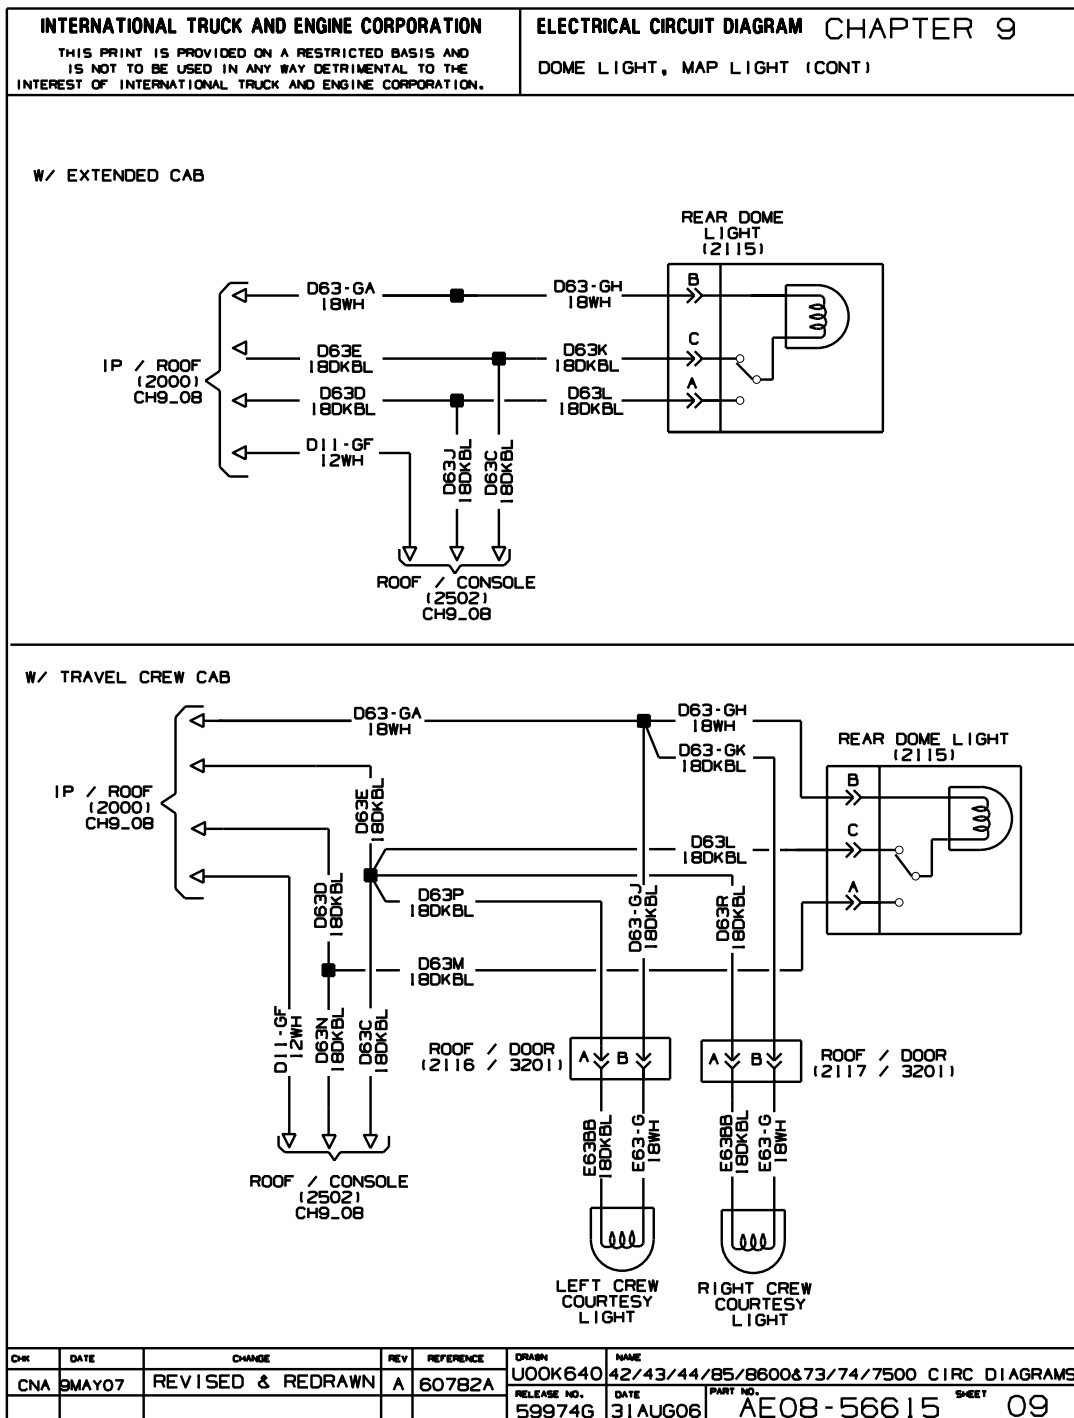 INTERNATIONAL TRUCK AND ENGINE CORPORATION
THIS PRINT IS PROVIDED ON A RESTRICTED BASIS AND
IS NOT TO BE USED IN ANY WAY DETRIMENTAL TO THE
INTEREST OF INTERNATIONAL TRUCK AND ENGINE CORPORATION.
ELECTRICAL CIRCUIT DIAGRAM CHAPTER 9
DOME LIGHT, MAP LIGHT (CONT)
W/ EXTENDED CAB
REAR DOME
LIGHT
(2115)
D63-GA
18WH
D63-GH
18WH
B
D63E
18DKBL
D63K
18DKBL
C
IP / ROOF
(2000)
CH9_08
D63D
18DKBL
D63L
18DKBL
A
D11-GF
12WH
D63J
18DKBL
D63C
18DKBL
ROOF / CONSOLE
(2502)
CH9_08
W/ TRAVEL CREW CAB
D63-GA
18WH
D63-GH
18WH
D63-GK
18DKBL
REAR DOME LIGHT
(2115)
B
C
A
IP / ROOF
(2000)
CH9_08
D63E
18DKBL
D63L
18DKBL
D63P
18DKBL
D63D
18DKBL
D63-GJ
18DKBL
D63R
18DKBL
D63M
18DKBL
D11-GF
12WH
D63N
18DKBL
D63C
18DKBL
ROOF / DOOR
(2116 / 3201)
A
B
A
B
ROOF / DOOR
(2117 / 3201)
E63BB
18DKBL
E63-G
18WH
E63BB
18DKBL
E63-G
18WH
ROOF / CONSOLE
(2502)
CH9_08
LEFT CREW
COURTESY
LIGHT
RIGHT CREW
COURTESY
LIGHT
CHK DATE CHANGE REV REFERENCE
CNA 9MAY07 REVISED & REDRAWN A 60782A
DRAWN
U00K640
NAME
42/43/44/85/8600&73/74/7500 CIRC DIAGRAMS
RELEASE NO.
59974G
DATE
31AUG06
PART NO.
AE08-56615
SHEET
09